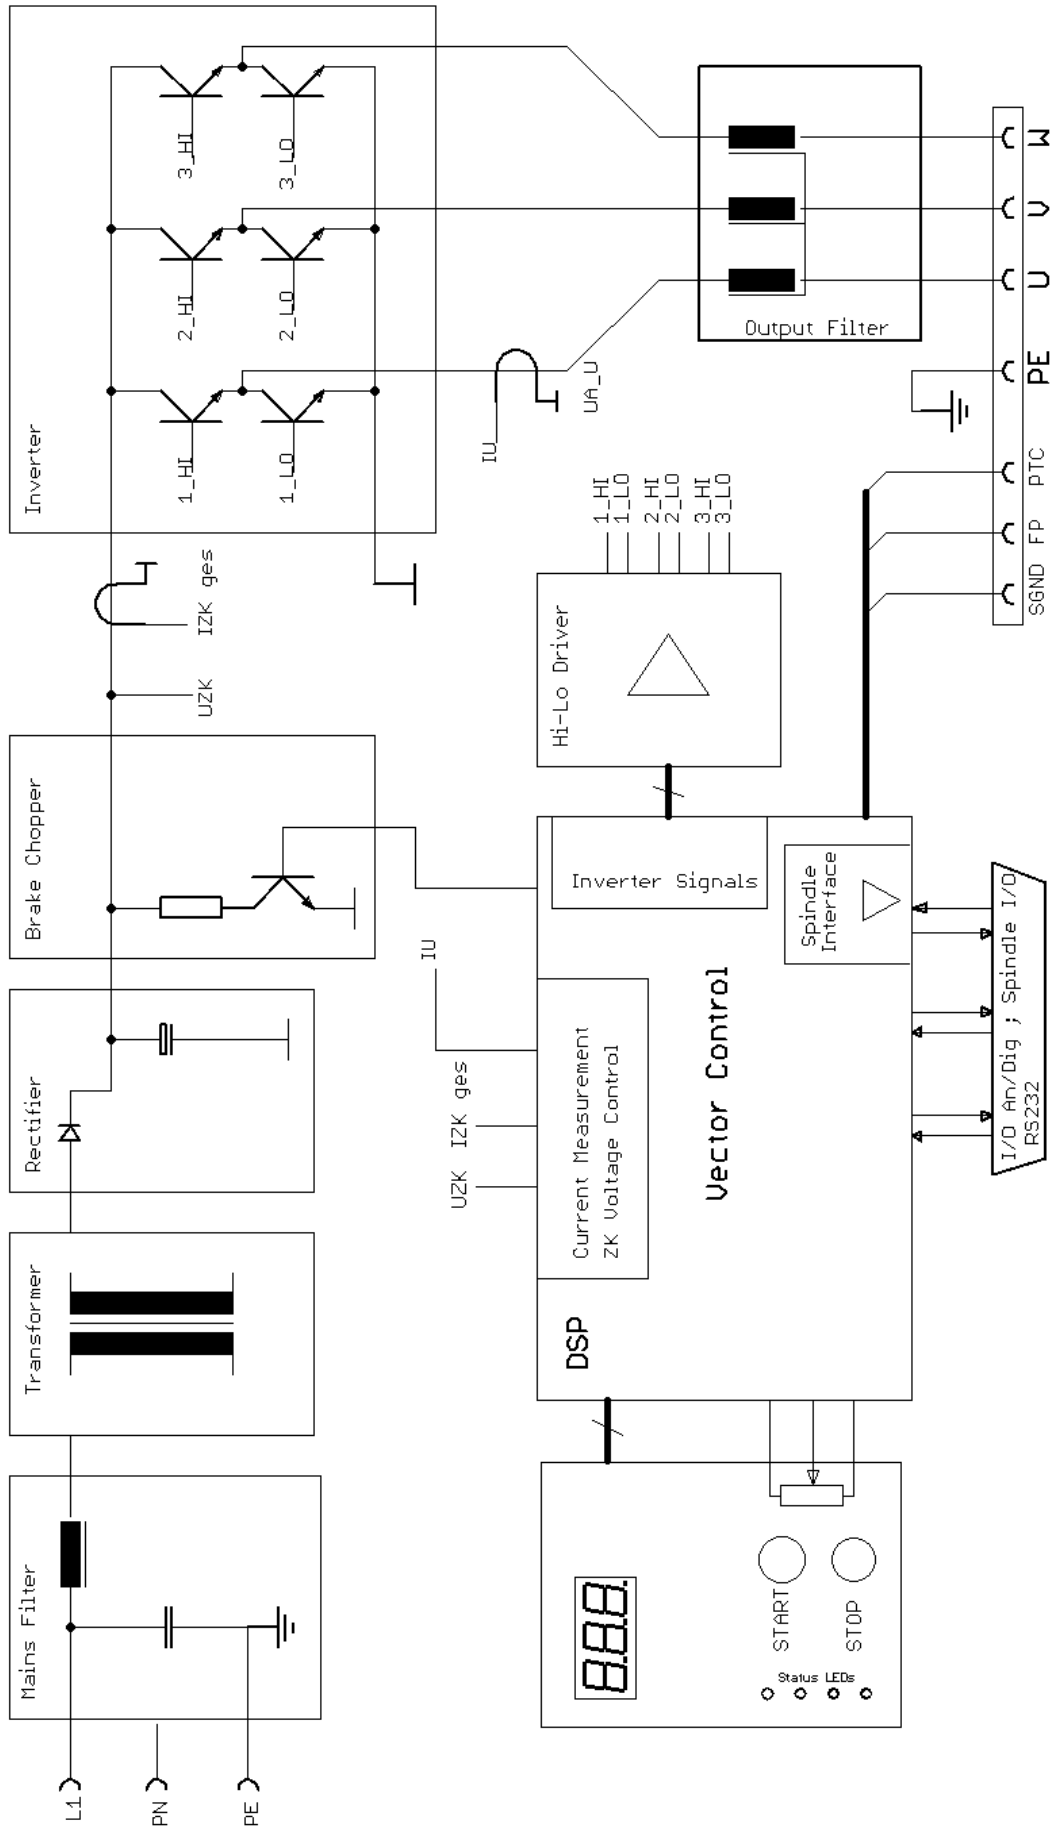 L1
PN
PE
Mains Filter
Transformer
Rectifier
Brake Chopper
UZK
IZK ges
Inverter
1_HI
1_LO
2_HI
2_LO
3_HI
3_LO
IU
UA_U
Output Filter
8.8.8.
START
STOP
Status LEDs
DSP
Vector Control
Current Measurement
ZK Voltage Control
UZK
IZK ges
IU
Inverter Signals
Spindle
Interface
Hi-Lo Driver
1_HI
1_LO
2_HI
2_LO
3_HI
3_LO
I/O An/Dig ; Spindle I/O
RS232
SGND
FP
PTC
PE
U
V
W